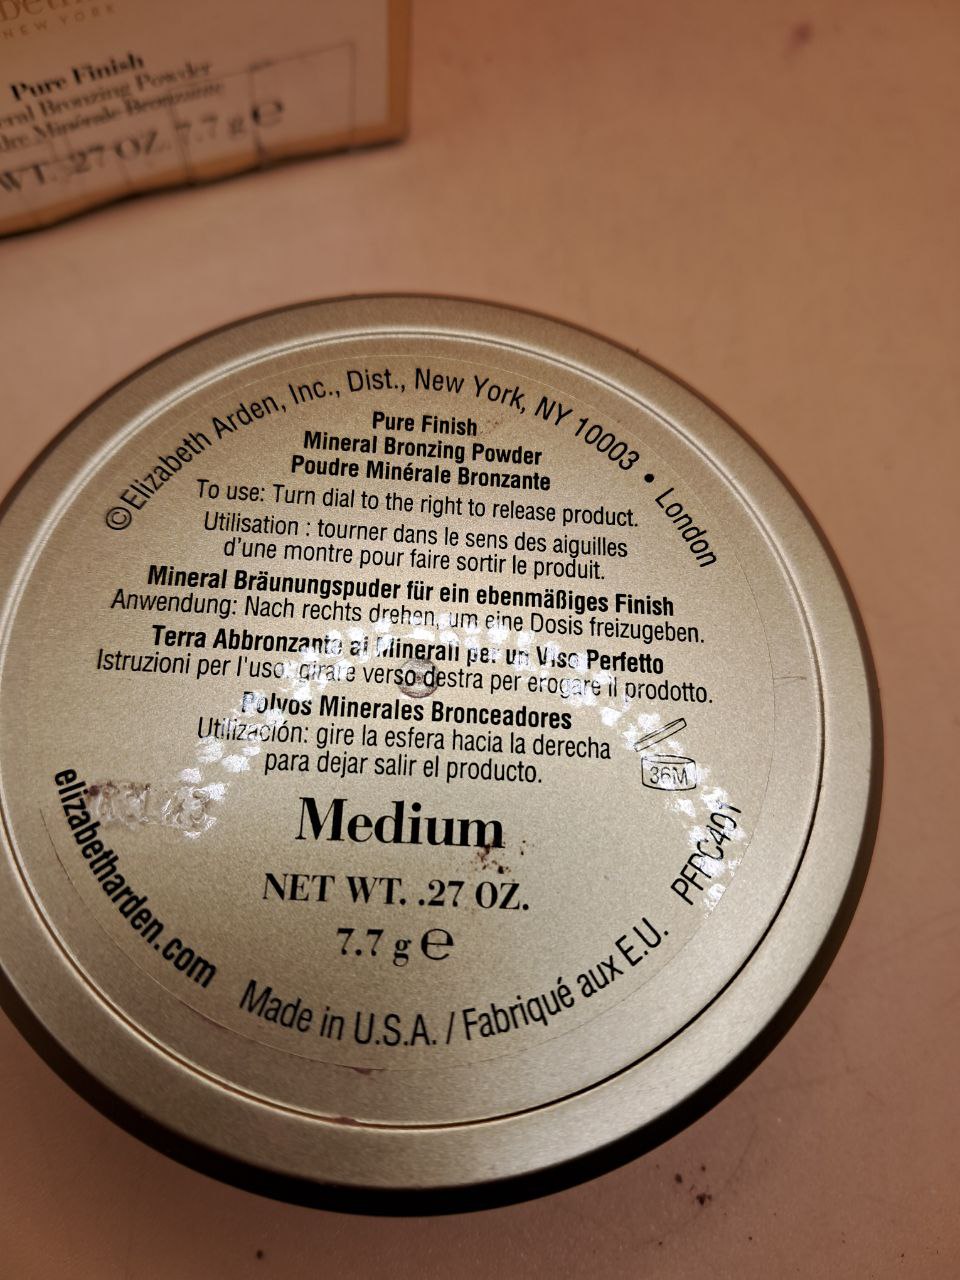 NEW YORK
Pure Finish
Bronzing Powder
Minérale Bronzante
WT. .27 OZ. 7.7 g e
©Elizabeth Arden, Inc., Dist., New York, NY 10003 • London
Pure Finish
Mineral Bronzing Powder
Poudre Minérale Bronzante
To use: Turn dial to the right to release product.
Utilisation : tourner dans le sens des aiguilles
d'une montre pour faire sortir le produit.
Mineral Bräunungspuder für ein ebenmäßiges Finish
Anwendung: Nach rechts drehen, um eine Dosis freizugeben.
Terra Abbronzante ai Minerali per un Viso Perfetto
Istruzioni per l'uso: girare verso destra per erogare il prodotto.
Polvos Minerales Bronceadores
Utilización: gire la esfera hacia la derecha
para dejar salir el producto.
36M
Medium
NET WT. .27 OZ.
7.7 g e
PFPC401
elizabetharden.com
Made in U.S.A. / Fabriqué aux E.U.